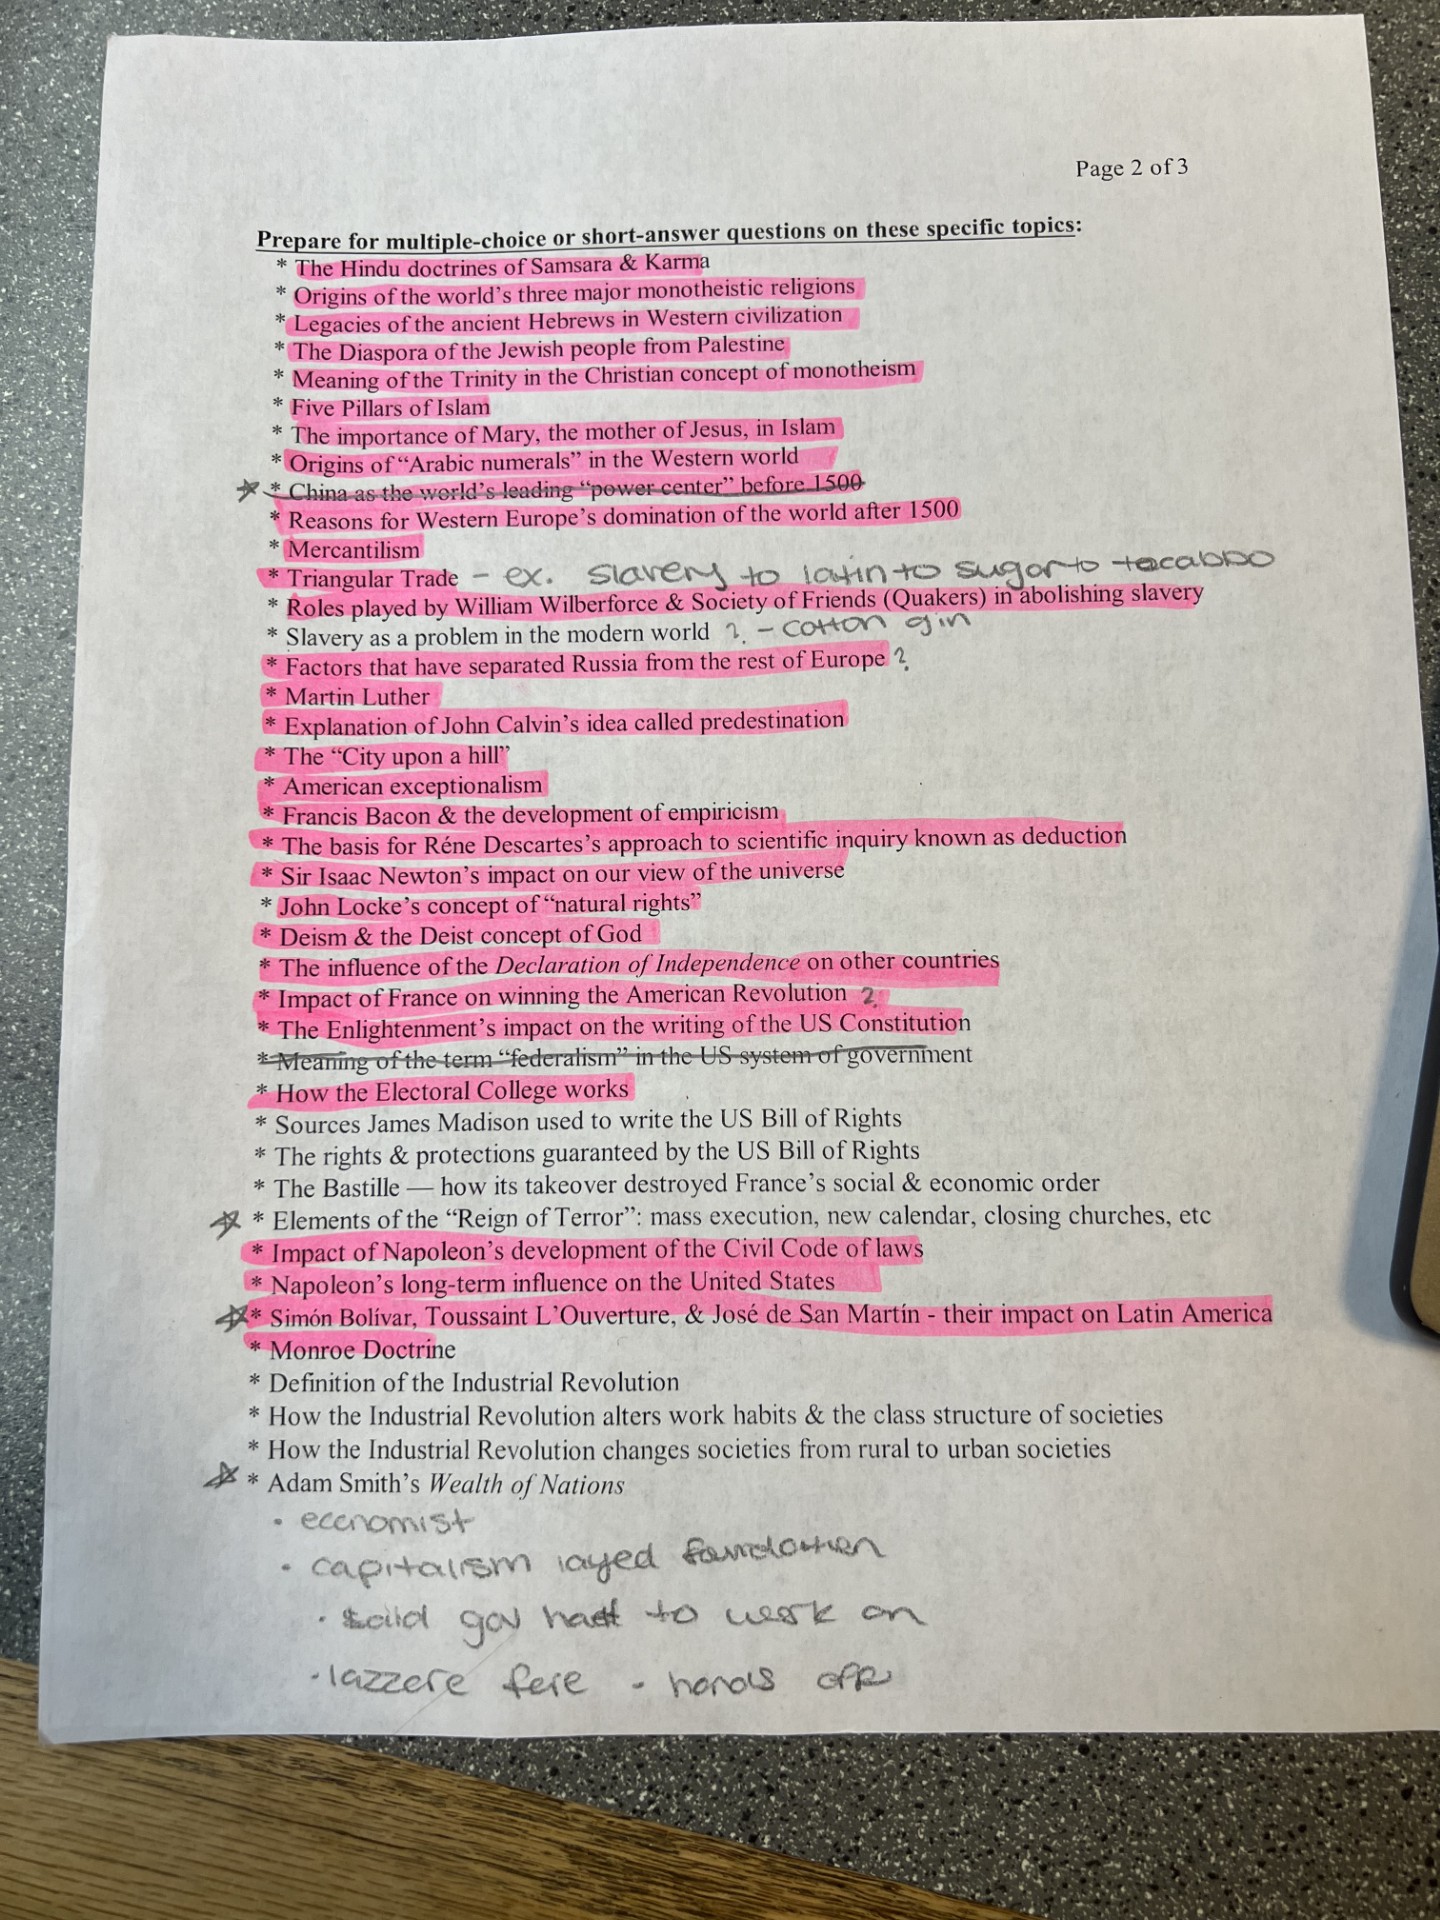 Page 2 of 3
Prepare for multiple-choice or short-answer questions on these specific topics:
* The Hindu doctrines of Samsara & Karma
* Origins of the world's three major monotheistic religions
* Legacies of the ancient Hebrews in Western civilization
* The Diaspora of the Jewish people from Palestine
* Meaning of the Trinity in the Christian concept of monotheism
* Five Pillars of Islam
* The importance of Mary, the mother of Jesus, in Islam
* Origins of "Arabic numerals" in the Western world
* China as the world's leading "power center" before 1500
* Reasons for Western Europe's domination of the world after 1500
* Mercantilism
* Triangular Trade - ex. slavery to latin to sugar to tocabbo
* Roles played by William Wilberforce & Society of Friends (Quakers) in abolishing slavery
* Slavery as a problem in the modern world ? - cotton gin
* Factors that have separated Russia from the rest of Europe ?
* Martin Luther
* Explanation of John Calvin's idea called predestination
* The "City upon a hill"
* American exceptionalism
* Francis Bacon & the development of empiricism
* The basis for Réne Descartes's approach to scientific inquiry known as deduction
* Sir Isaac Newton's impact on our view of the universe
* John Locke's concept of "natural rights"
* Deism & the Deist concept of God
* The influence of the Declaration of Independence on other countries
* Impact of France on winning the American Revolution ?
* The Enlightenment's impact on the writing of the US Constitution
* Meaning of the term "federalism" in the US system of government
* How the Electoral College works
* Sources James Madison used to write the US Bill of Rights
* The rights & protections guaranteed by the US Bill of Rights
* The Bastille — how its takeover destroyed France's social & economic order
* Elements of the "Reign of Terror": mass execution, new calendar, closing churches, etc
* Impact of Napoleon's development of the Civil Code of laws
* Napoleon's long-term influence on the United States
* Simón Bolívar, Toussaint L'Ouverture, & José de San Martín - their impact on Latin America
* Monroe Doctrine
* Definition of the Industrial Revolution
* How the Industrial Revolution alters work habits & the class structure of societies
* How the Industrial Revolution changes societies from rural to urban societies
* Adam Smith's Wealth of Nations
• economist
• capitalism layed foundation
• said gov had to work on
• lazzere fere - hands off